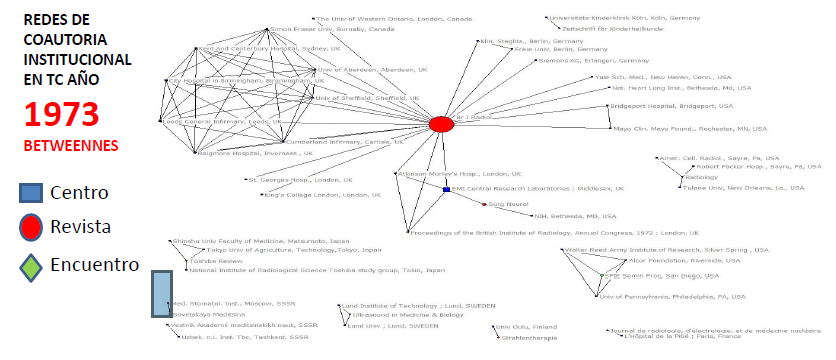 REDES DE
COAUTORIA
INSTITUCIONAL
EN TC AÑO
1973
BETWEENNES
Centro
Revista
Encuentro
The Univ of Western Ontario, London, Canada
Simon Fraser Univ, Burnaby, Canada
Kent and Canterbury Hospital, Sydney, UK
Univ of Aberdeen, Aberdeen, UK
City Hospital in Birmingham, Birmingham, UK
Univ of Sheffield, Sheffield, UK
Leeds General Infirmary, Leeds, UK
Cumberland Infirmary, Carlisle, UK
Raigmore Hospital, Inverness , UK
St. Georges Hosp., London, UK
King's College London, London, UK
Universitäts-Kinderklinik Köln, Köln, Germany
Zeitschrift für Kinderheilkunde
Klin. Steglitz., Berlin, Germany
Freie Univ, Berlin, Germany
Siemens AG, Erlangen, Germany
Yale Sch. Med., New Haven, Conn., USA
Nat. Heart Lung Inst., Bethesda, Md, USA
Bridgeport Hospital, Bridgeport, USA
Br J Radiol
Mayo Clin. Mayo Found., Rochester, MN, USA
Atkinson Morley's Hosp., London, UK
EMI Central Research Laboratories ; Middlesex, UK
Surg Neurol
NIH, Bethesda, MD, USA
Proceedings of the British Institute of Radiology. Annual Congress, 1972 ; London, UK
Amer. Coll. Radiol., Sayre, Pa, USA
Robert Packer Hosp., Sayre, Pa, USA
Radiology
Tulane Univ, New Orleans, Lo., USA
Shinshu Univ Faculty of Medicine, Matsumoto, Japan
Tokyo Univ of Agriculture, Technology,Tokyo, Japan
Toshiba Review
National Institute of Radiological Science Toshiba study group, Tokio, Japan
Walter Reed Army Institute of Research, Silver Spring , USA
Alcor Foundation, Riverside, USA
SPIE Semin Proc, San Diego, USA
Univ of Pennsylvania, Philadelphia, PA, USA
Med. Stomatol. Inst., Moscow, SSSR
Sovetskaya Meditsina
Vestnik Akademii meditsinskikh nauk, SSSR
Uzbek. n.i. Inst. Tbc, Tashkent, SSSR
Lund Institute of Technology ; Lund, SWEDEN
Ultrasound in Medicine & Biology
Lund Univ ; Lund, SWEDEN
Univ Oulu, Finland
Strahlentherapie
Journal de radiologie, d'électrologie, et de médecine nucléaire
L'Hôpital de la Pitié ; Paris, France